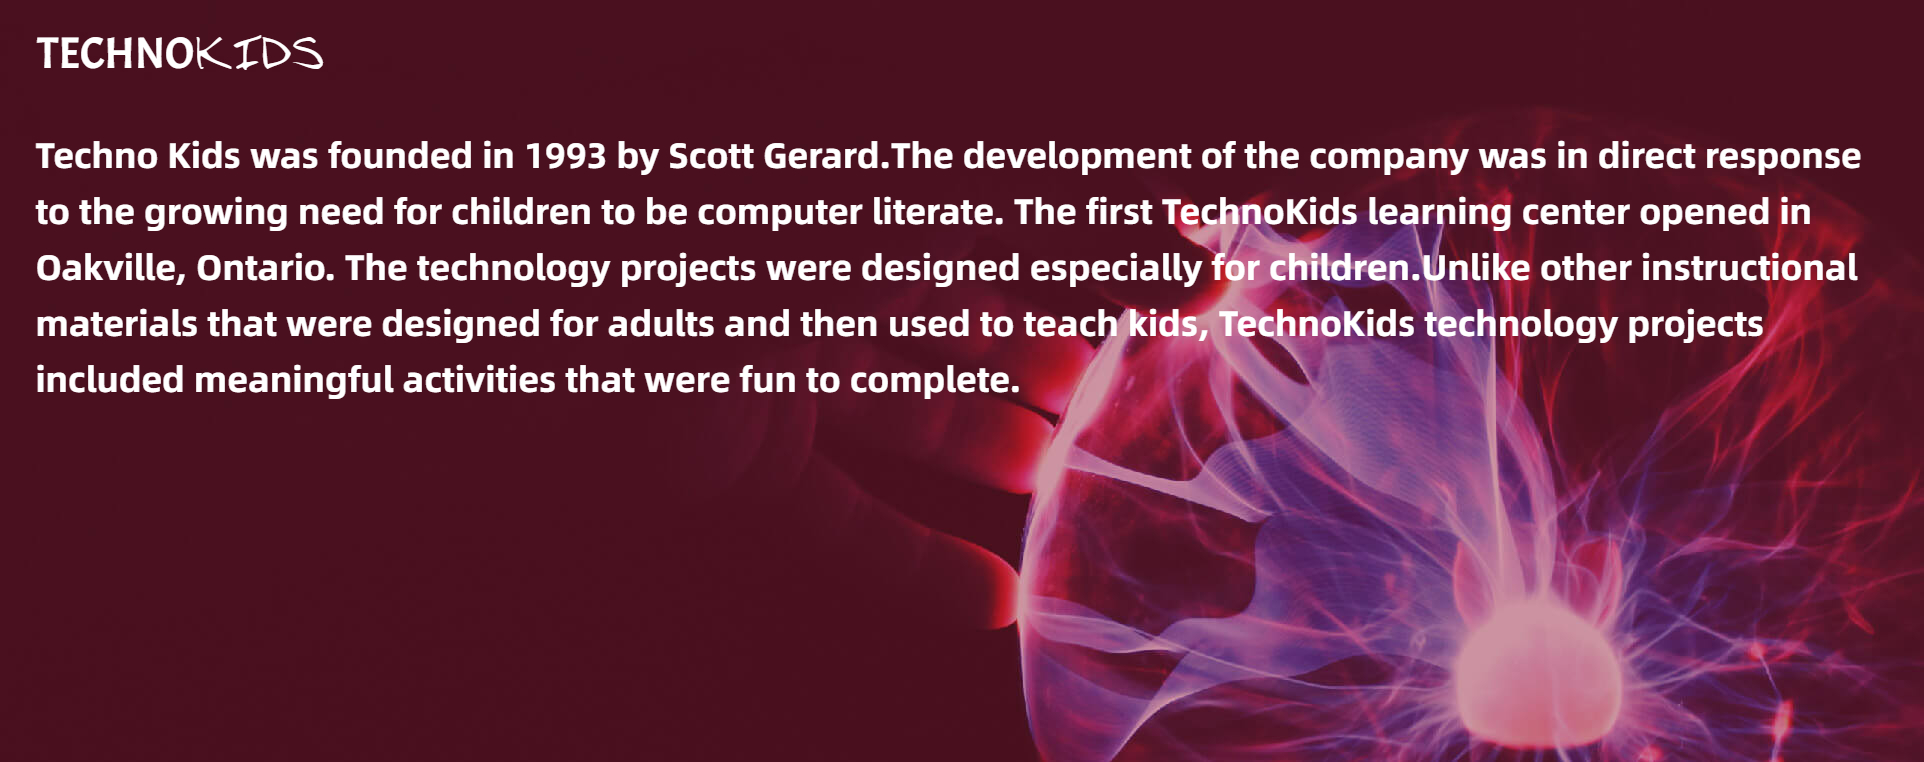 TECHNOKIDS
Techno Kids was founded in 1993 by Scott Gerard.The development of the company was in direct response
to the growing need for children to be computer literate. The first TechnoKids learning center opened in
Oakville, Ontario. The technology projects were designed especially for children.Unlike other instructional
materials that were designed for adults and then used to teach kids, TechnoKids technology projects
included meaningful activities that were fun to complete.